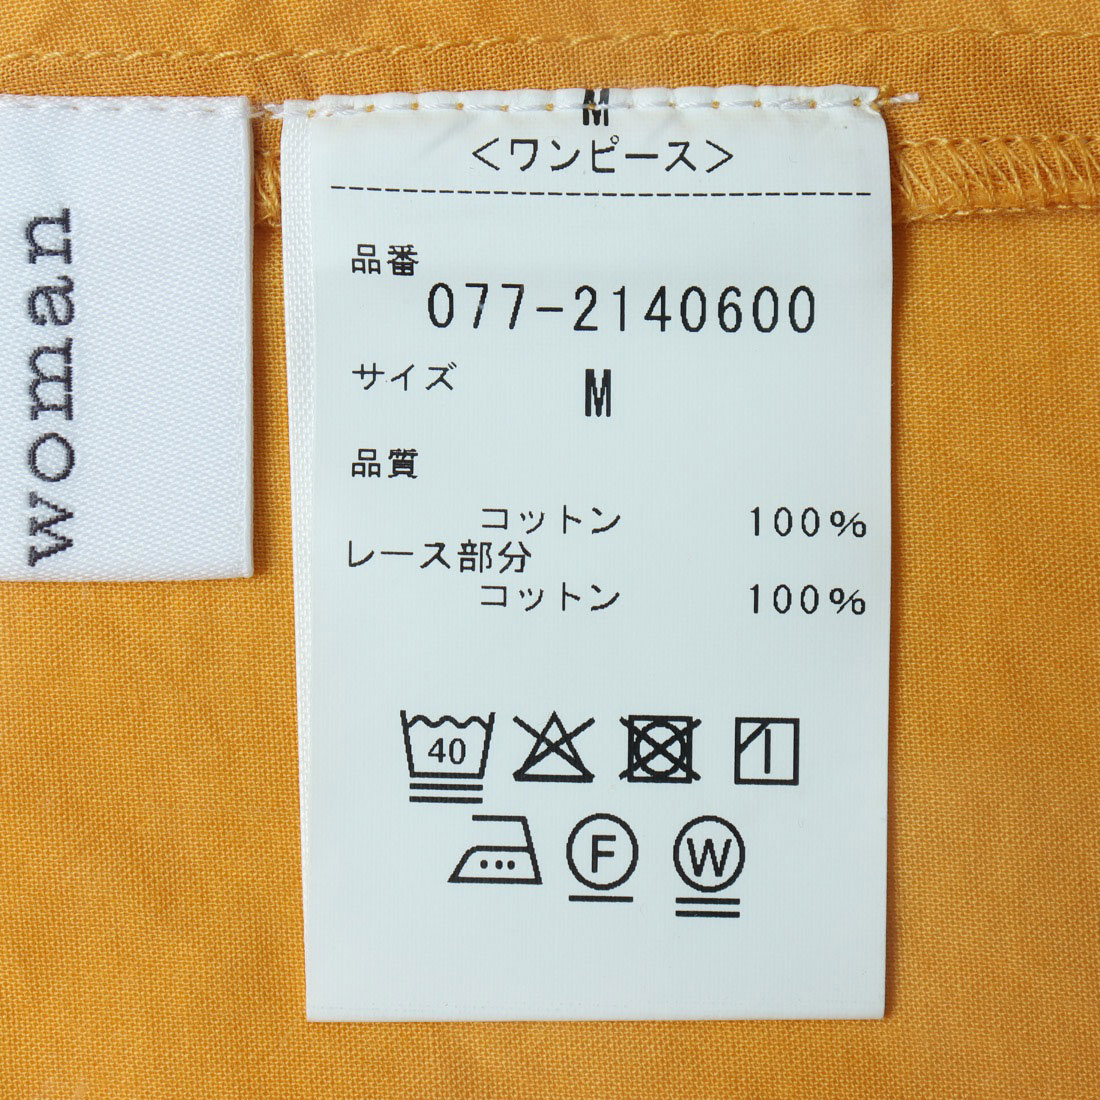 woman
M
<ワンピース>
品番
077-2140600
サイズ M
品質
コットン 100%
レース部分
コットン 100%
40
F W